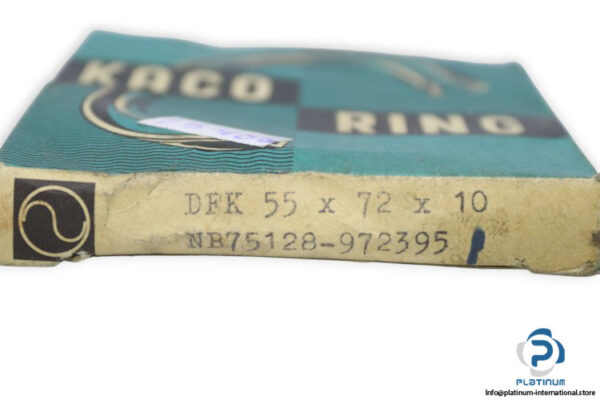 KACO
RING
DFK 55 x 72 x 10
NB75128-972395
PLATINUM
info@platinum-international.store